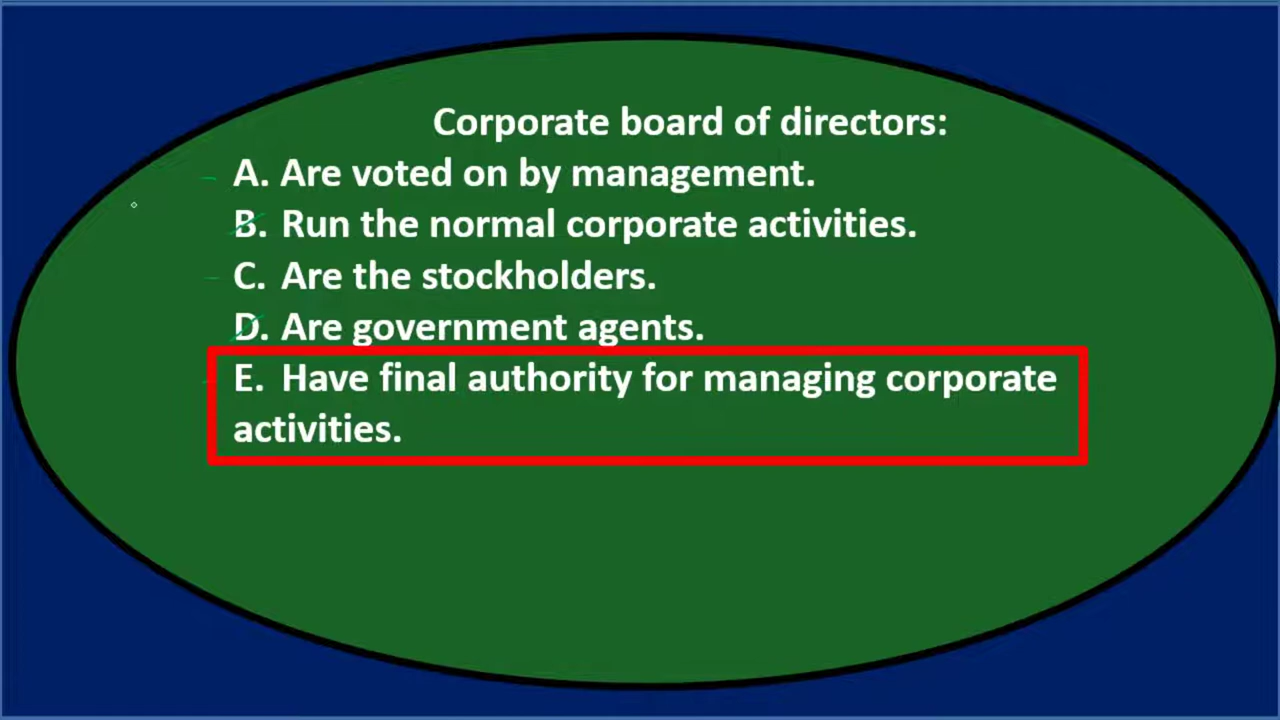 Corporate board of directors:
A. Are voted on by management.
B. Run the normal corporate activities.
C. Are the stockholders.
D. Are government agents.
E. Have final authority for managing corporate
activities.